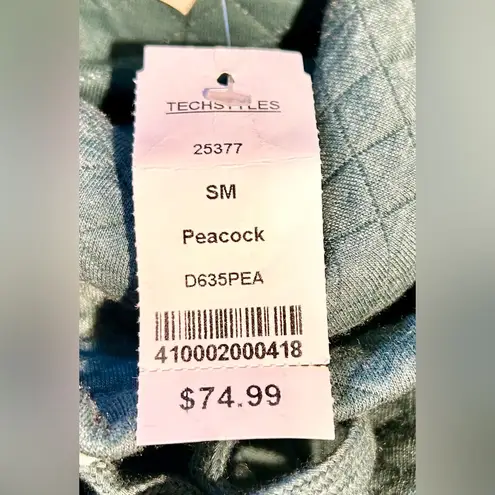 TECHSTYLES
25377
SM
Peacock
D635PEA
410002000418
$74.99